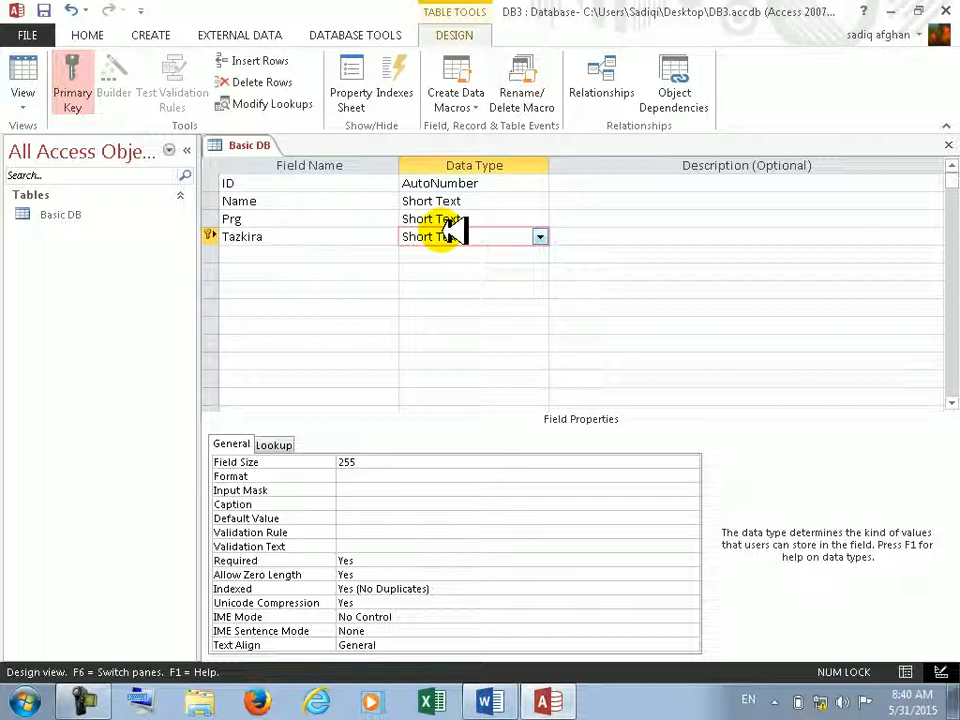 TABLE TOOLS
DB3 : Database- C:\Users\Sadiqi\Desktop\DB3.accdb (Access 2007...
FILE HOME CREATE EXTERNAL DATA DATABASE TOOLS DESIGN
sadiq afghan
View
Primary Key
Builder
Test Validation Rules
Insert Rows
Delete Rows
Modify Lookups
Property Sheet
Indexes
Create Data Macros
Rename/ Delete Macro
Relationships
Object Dependencies
Views
Tools
Show/Hide
Field, Record & Table Events
Relationships
All Access Obje...
Search...
Tables
Basic DB
Basic DB
Field Name Data Type Description (Optional)
ID AutoNumber
Name Short Text
Prg Short Text
Tazkira Short
Field Properties
General Lookup
Field Size 255
Format
Input Mask
Caption
Default Value
Validation Rule
Validation Text
Required Yes
Allow Zero Length Yes
Indexed Yes (No Duplicates)
Unicode Compression Yes
IME Mode No Control
IME Sentence Mode None
Text Align General
The data type determines the kind of values
that users can store in the field. Press F1 for
help on data types.
Design view. F6 = Switch panes. F1 = Help.
NUM LOCK
EN
8:40 AM
5/31/2015